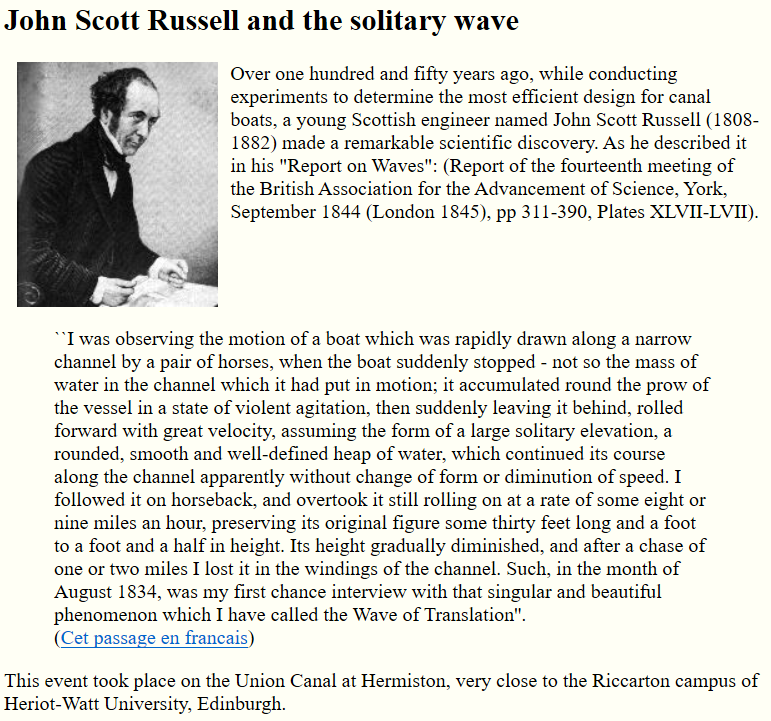 John Scott Russell and the solitary wave
Over one hundred and fifty years ago, while conducting
experiments to determine the most efficient design for canal
boats, a young Scottish engineer named John Scott Russell (1808-
1882) made a remarkable scientific discovery. As he described it
in his "Report on Waves": (Report of the fourteenth meeting of
the British Association for the Advancement of Science, York,
September 1844 (London 1845), pp 311-390, Plates XLVII-LVII).
``I was observing the motion of a boat which was rapidly drawn along a narrow
channel by a pair of horses, when the boat suddenly stopped - not so the mass of
water in the channel which it had put in motion; it accumulated round the prow of
the vessel in a state of violent agitation, then suddenly leaving it behind, rolled
forward with great velocity, assuming the form of a large solitary elevation, a
rounded, smooth and well-defined heap of water, which continued its course
along the channel apparently without change of form or diminution of speed. I
followed it on horseback, and overtook it still rolling on at a rate of some eight or
nine miles an hour, preserving its original figure some thirty feet long and a foot
to a foot and a half in height. Its height gradually diminished, and after a chase of
one or two miles I lost it in the windings of the channel. Such, in the month of
August 1834, was my first chance interview with that singular and beautiful
phenomenon which I have called the Wave of Translation".
(Cet passage en francais)
This event took place on the Union Canal at Hermiston, very close to the Riccarton campus of
Heriot-Watt University, Edinburgh.